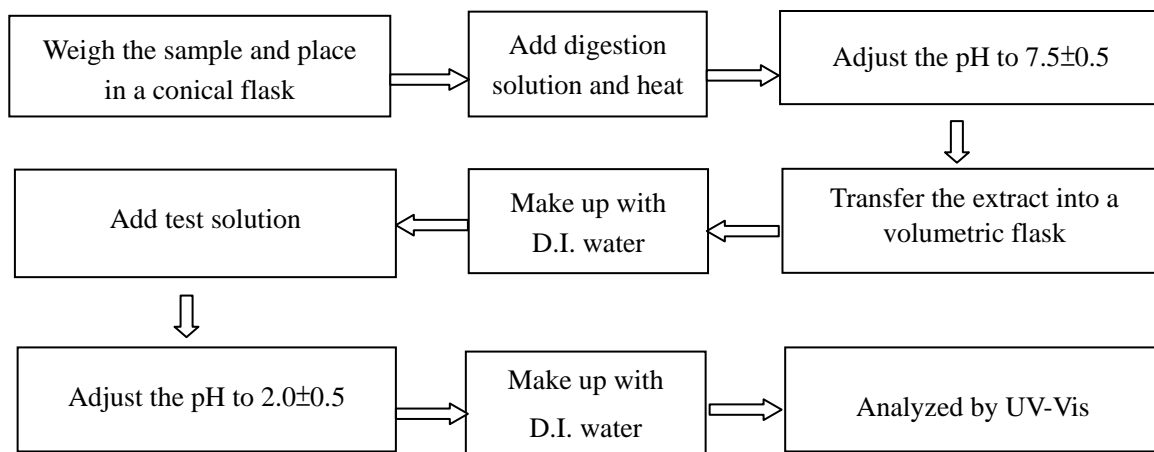 Weigh the sample and place
in a conical flask
Add digestion
solution and heat
Adjust the pH to 7.5±0.5
Transfer the extract into a
volumetric flask
Make up with
D.I. water
Add test solution
Adjust the pH to 2.0±0.5
Make up with
D.I. water
Analyzed by UV-Vis